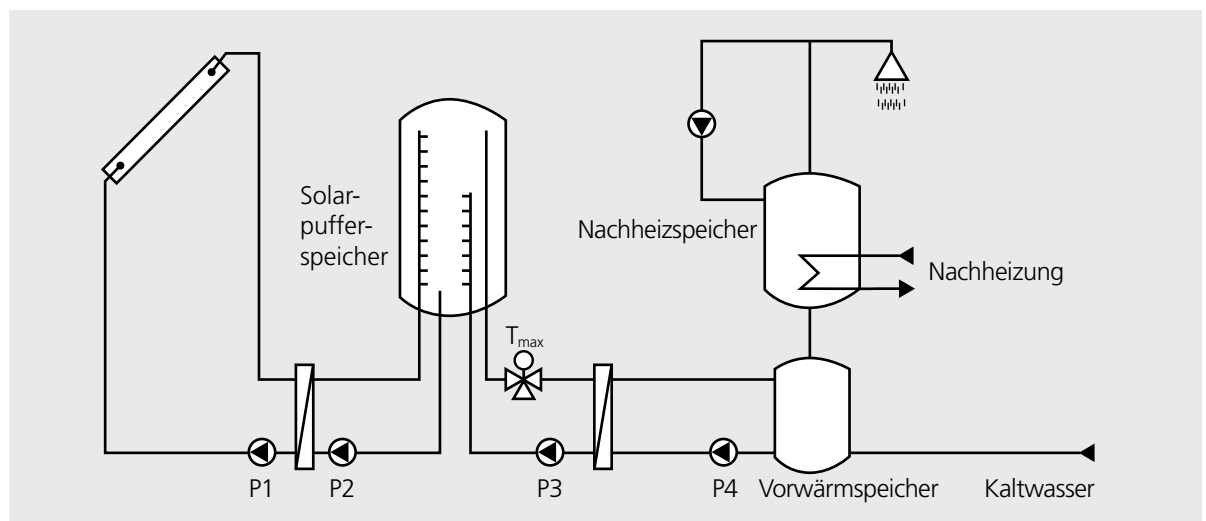 Solar-
puffer-
speicher
Nachheizspeicher
Nachheizung
Tmax
P1
P2
P3
P4
Vorwärmspeicher
Kaltwasser